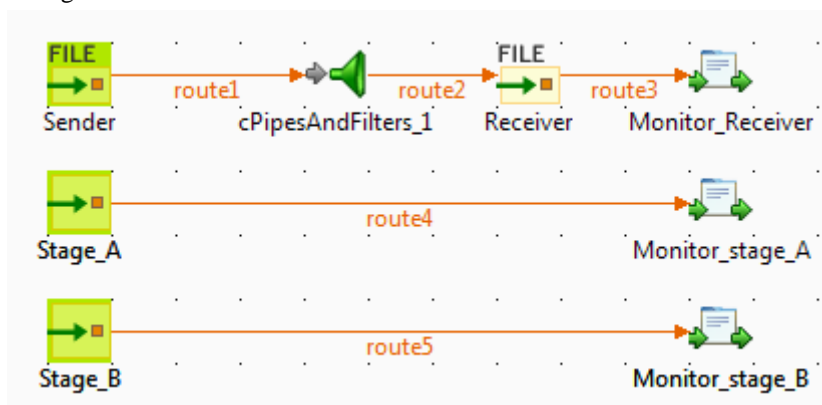 FILE FILE
route1 route2 route3
Sender cPipesAndFilters_1 Receiver Monitor_Receiver
route4
Stage_A Monitor_stage_A
route5
Stage_B Monitor_stage_B